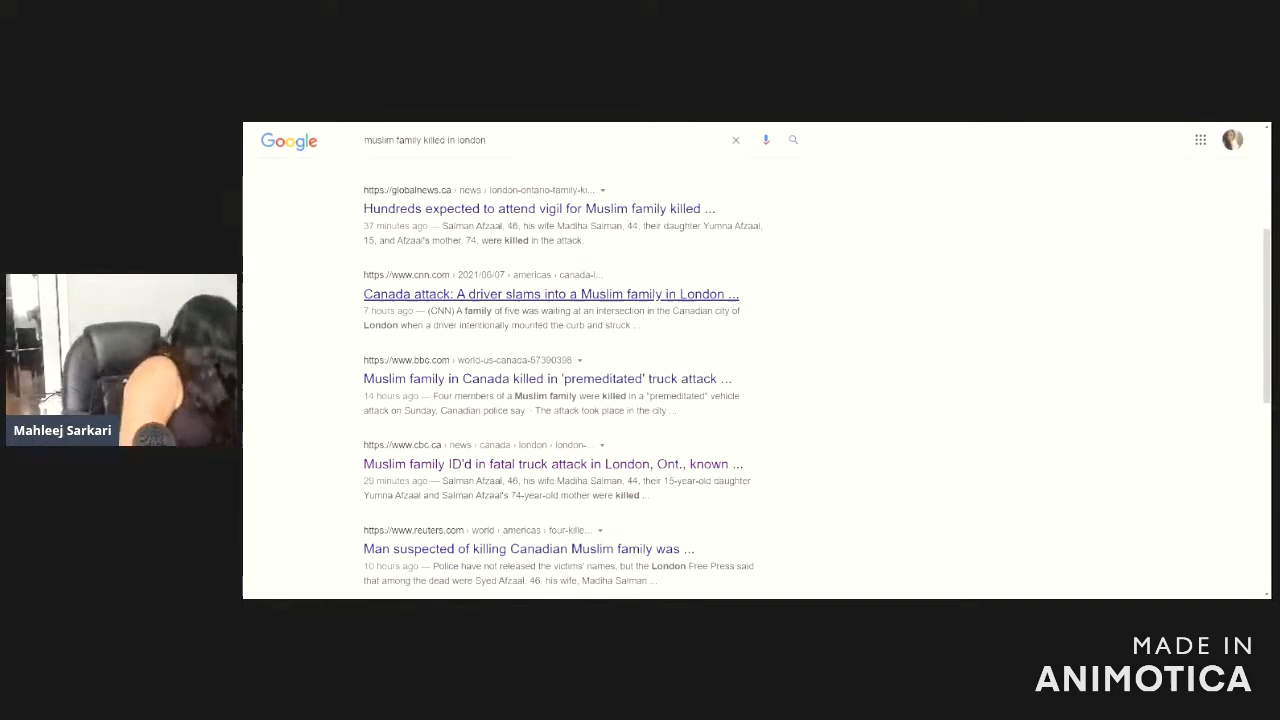 Google
muslim family killed in london
https://globalnews.ca › news › london-ontario-family-ki...
Hundreds expected to attend vigil for Muslim family killed ...
37 minutes ago — Salman Afzaal, 46, his wife Madiha Salman, 44, their daughter Yumna Afzaal,
15, and Afzaal's mother, 74, were killed in the attack.
https://www.cnn.com › 2021/06/07 › americas › canada-l...
Canada attack: A driver slams into a Muslim family in London ...
7 hours ago — (CNN) A family of five was waiting at an intersection in the Canadian city of
London when a driver intentionally mounted the curb and struck ...
https://www.bbc.com › world-us-canada-57390398
Muslim family in Canada killed in 'premeditated' truck attack ...
14 hours ago — Four members of a Muslim family were killed in a "premeditated" vehicle
attack on Sunday, Canadian police say. · The attack took place in the city ...
https://www.cbc.ca › news › canada › london › london-...
Muslim family ID'd in fatal truck attack in London, Ont., known ...
29 minutes ago — Salman Afzaal, 46, his wife Madiha Salman, 44, their 15-year-old daughter
Yumna Afzaal and Salman Afzaal's 74-year-old mother were killed ...
https://www.reuters.com › world › americas › four-kille...
Man suspected of killing Canadian Muslim family was ...
10 hours ago — Police have not released the victims' names, but the London Free Press said
that among the dead were Syed Afzaal, 46, his wife, Madiha Salman ...
Mahleej Sarkari
MADE IN
ANIMOTICA